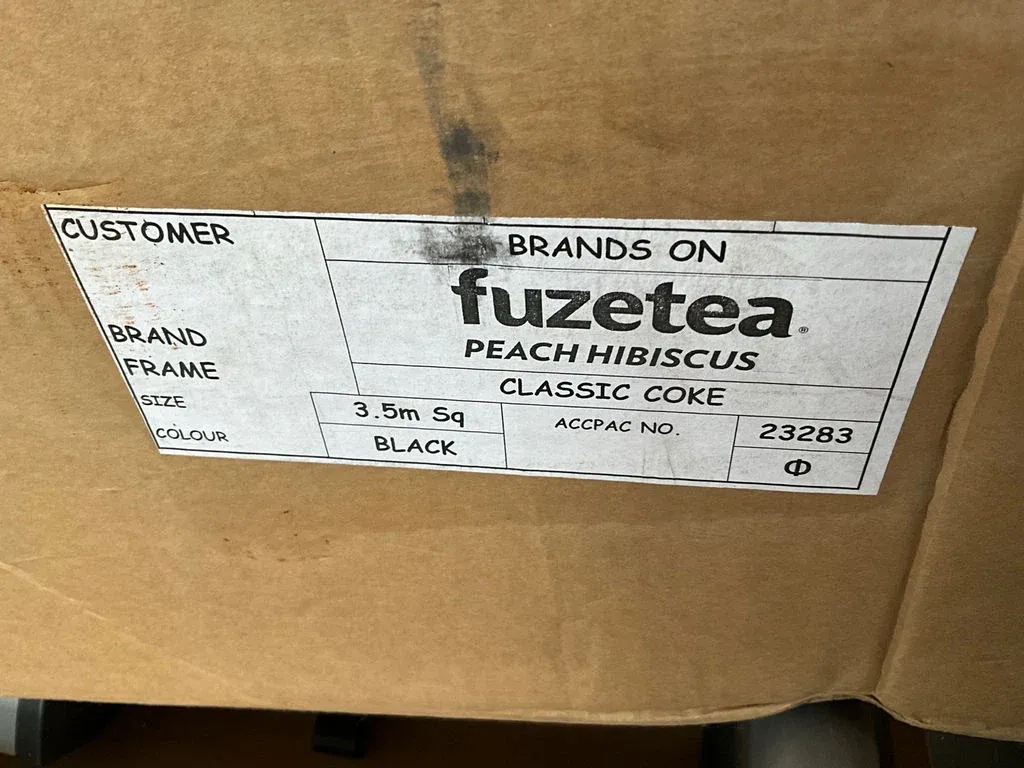 CUSTOMER BRANDS ON
fuzetea®
BRAND PEACH HIBISCUS
FRAME CLASSIC COKE
SIZE 3.5m Sq ACCPAC NO. 23283
COLOUR BLACK Φ